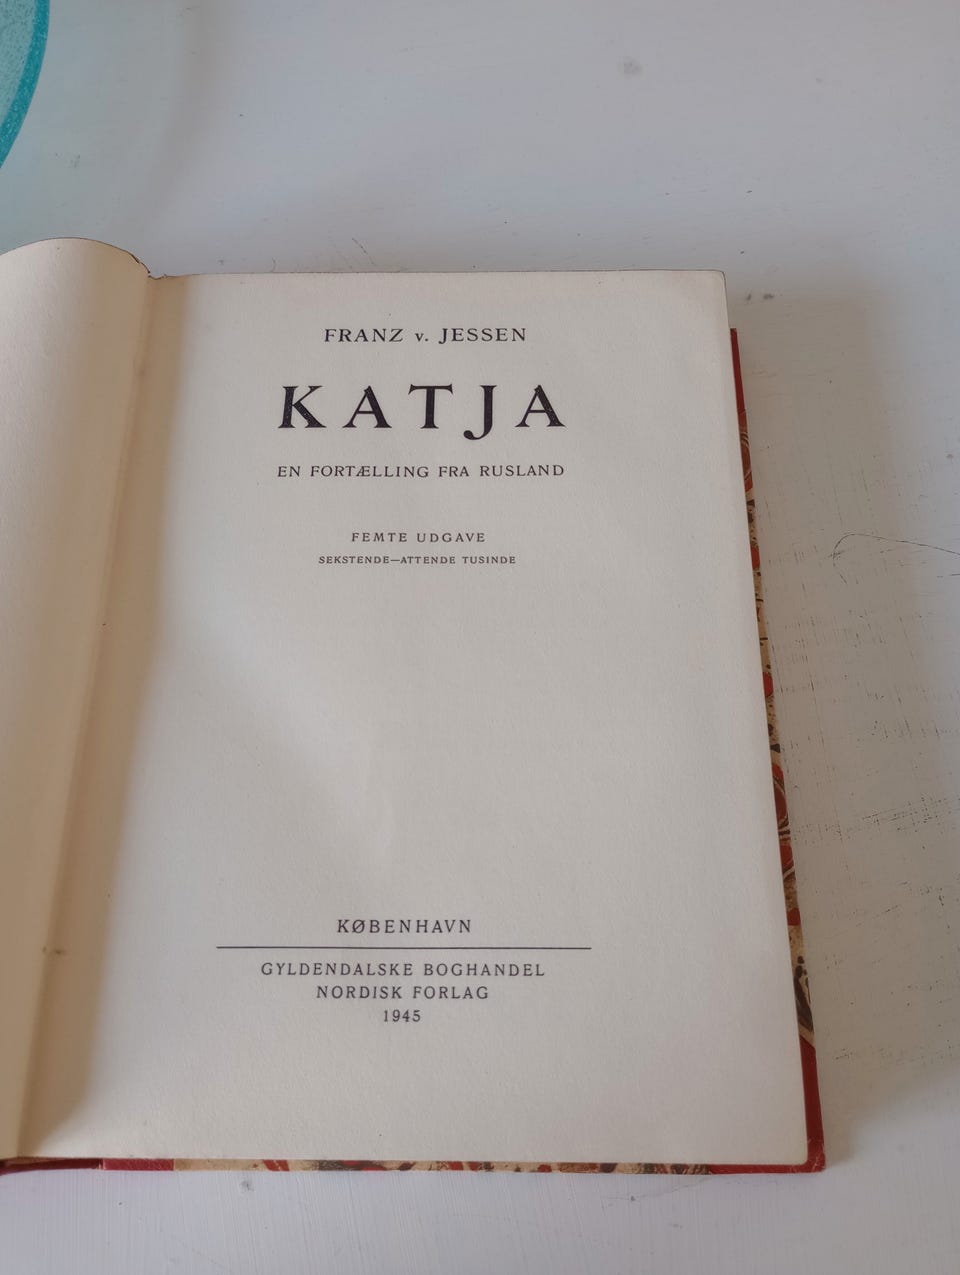 FRANZ v. JESSEN
KATJA
EN FORTÆLLING FRA RUSLAND
FEMTE UDGAVE
SEKSTENDE—ATTENDE TUSINDE
KØBENHAVN
GYLDENDALSKE BOGHANDEL
NORDISK FORLAG
1945